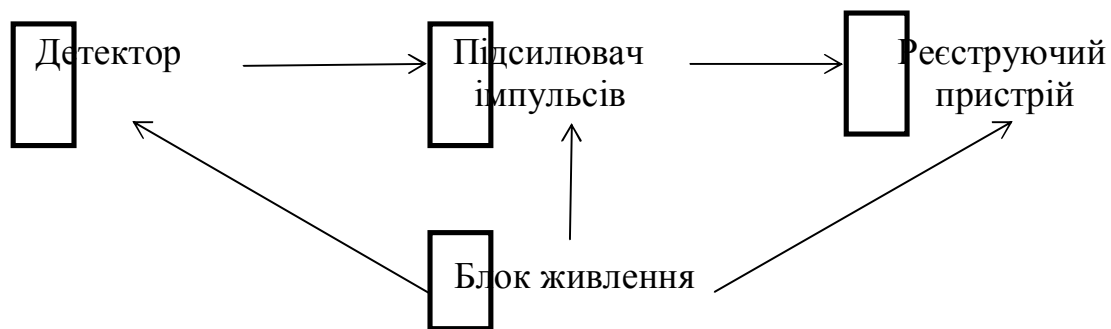 Детектор
Підсилювач
імпульсів
Реєструючий
пристрій
Блок живлення